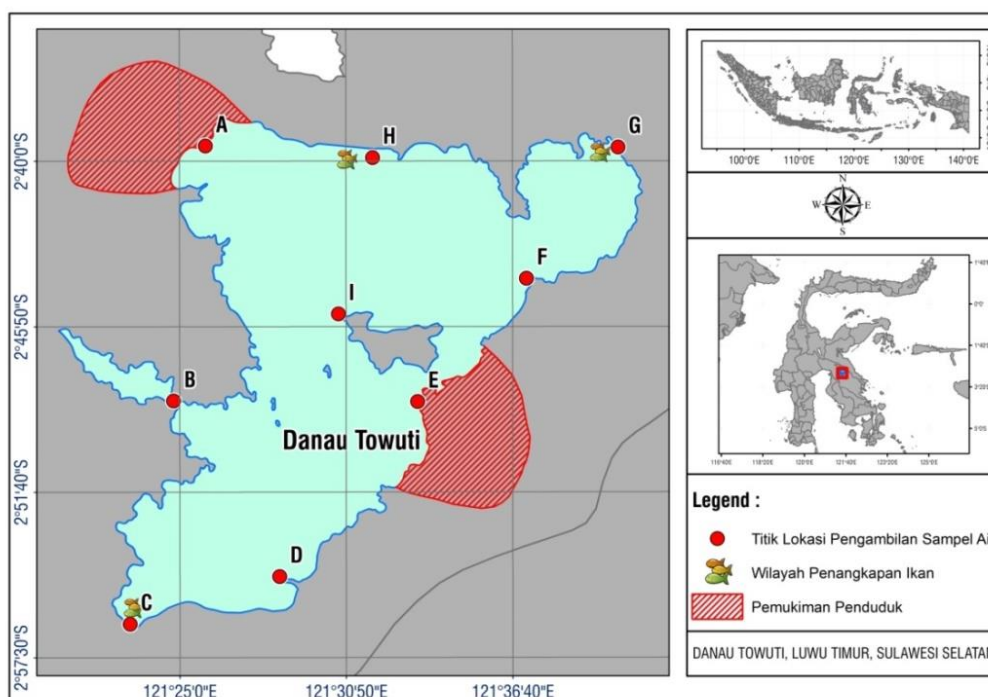 A
H
G
F
I
B
E
Danau Towuti
D
C
2°40'0"S
2°45'50"S
2°51'40"S
2°57'30"S
121°25'0"E
121°30'50"E
121°36'40"E
100°0'E
110°0'E
120°0'E
130°0'E
140°0'E
N
W
E
S
Legend :
Titik Lokasi Pengambilan Sampel Ai
Wilayah Penangkapan Ikan
Pemukiman Penduduk
DANAU TOWUTI, LUWU TIMUR, SULAWESI SELATAN